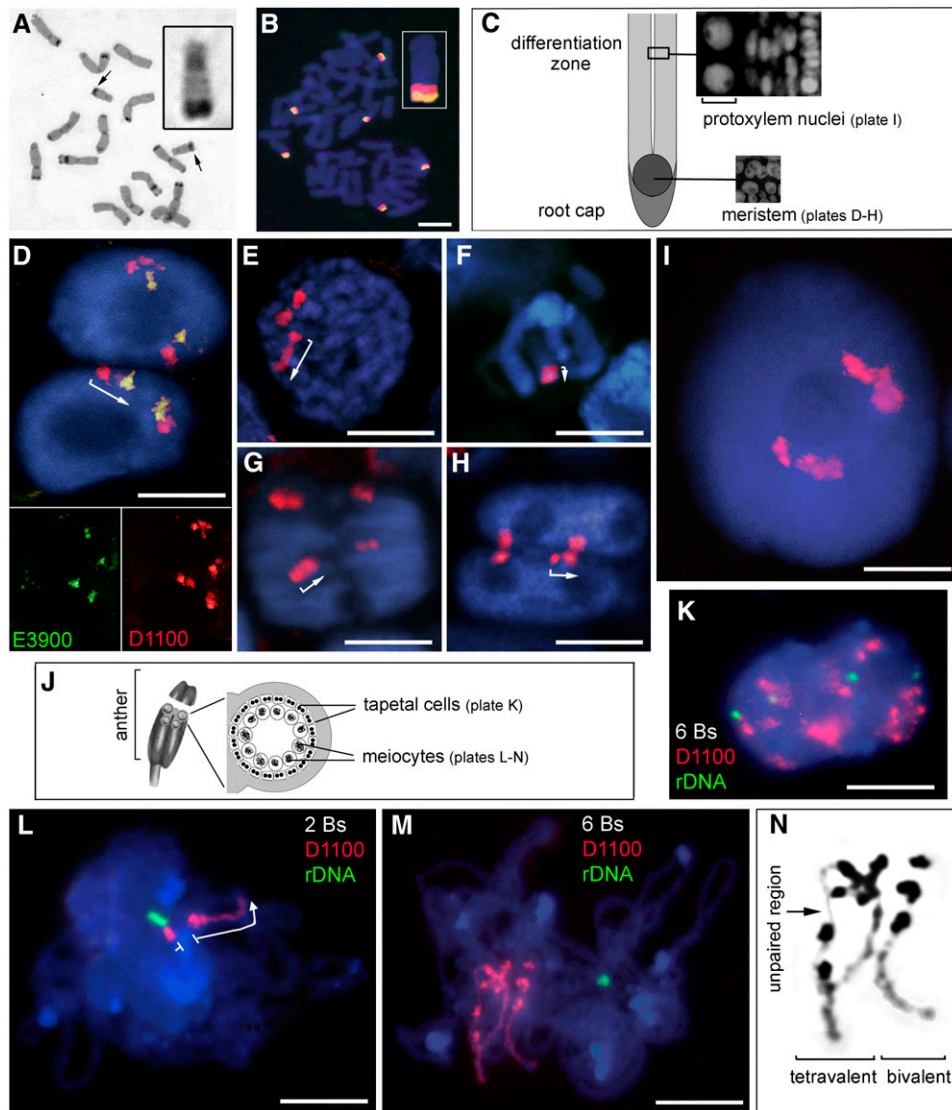 A
B
C
differentiation
zone
protoxylem nuclei (plate I)
root cap
meristem (plates D-H)
D
E
F
I
G
H
E3900
D1100
J
anther
tapetal cells (plate K)
meiocytes (plates L-N)
K
6 Bs
D1100
rDNA
L
2 Bs
D1100
rDNA
M
6 Bs
D1100
rDNA
N
unpaired region
tetravalent
bivalent